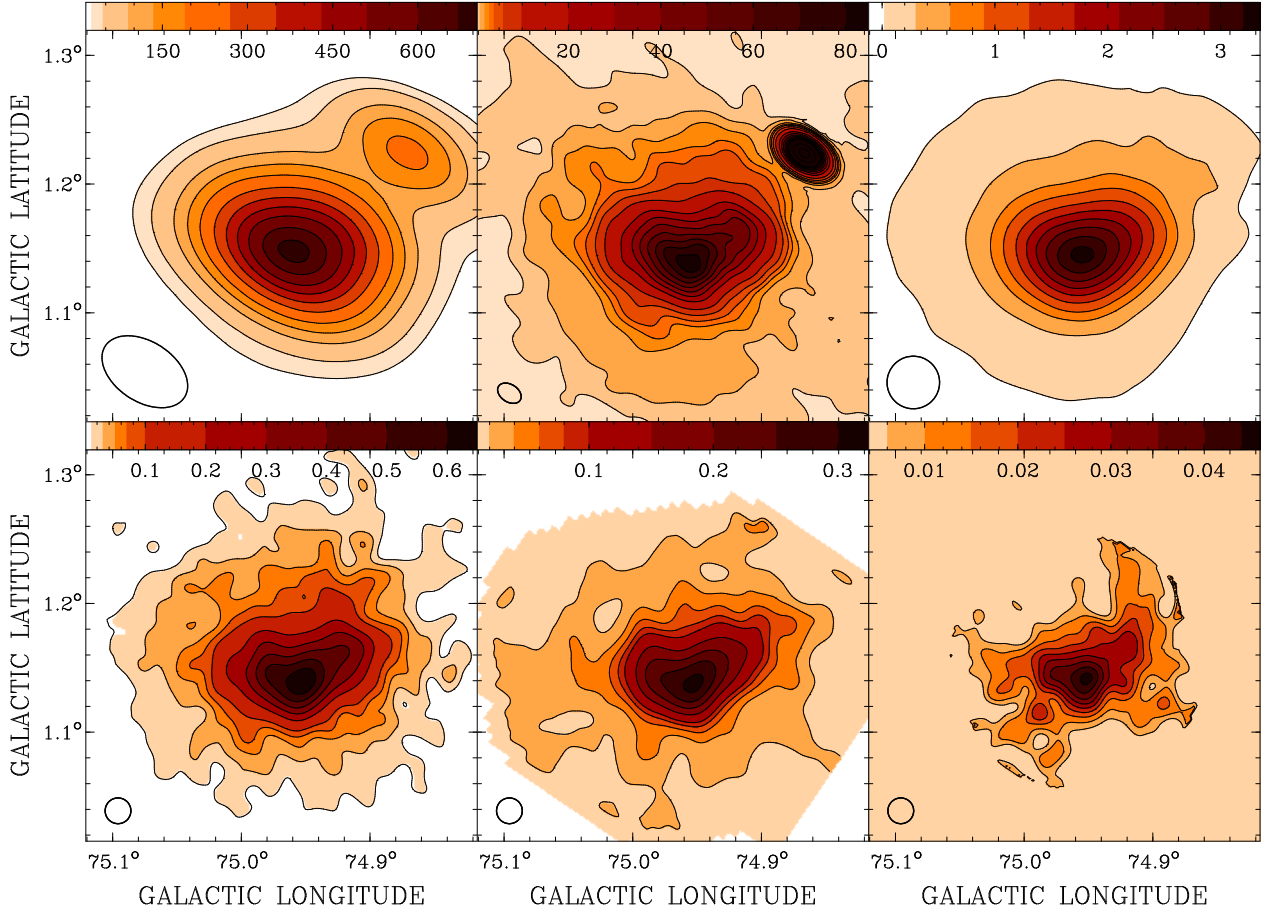 150 300 450 600
20 40 60 80
0 1 2 3
1.3°
1.2°
1.1°
GALACTIC LATITUDE
0.1 0.2 0.3 0.4 0.5 0.6
0.1 0.2 0.3
0.01 0.02 0.03 0.04
1.3°
1.2°
1.1°
GALACTIC LATITUDE
75.1° 75.0° 74.9°
75.1° 75.0° 74.9°
75.1° 75.0° 74.9°
GALACTIC LONGITUDE
GALACTIC LONGITUDE
GALACTIC LONGITUDE